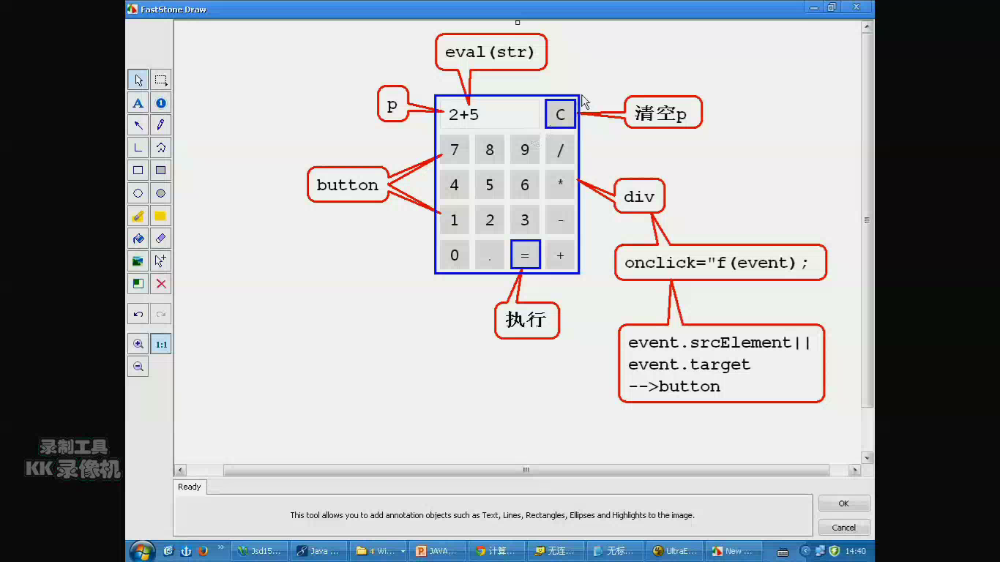 FastStone Draw
eval(str)
p
2+5
C
清空p
7 8 9 /
button
4 5 6 *
div
1 2 3 -
0 . = +
onclick="f(event);
执行
event.srcElement||
event.target
-->button
录制工具
KK 录像机
1:1
Ready
This tool allows you to add annotation objects such as Text, Lines, Rectangles, Ellipses and Highlights to the image.
OK
Cancel
Jsd15...
Java ...
4 Win...
JAVA...
计算...
无连...
无标...
UltraE...
New ...
14:40